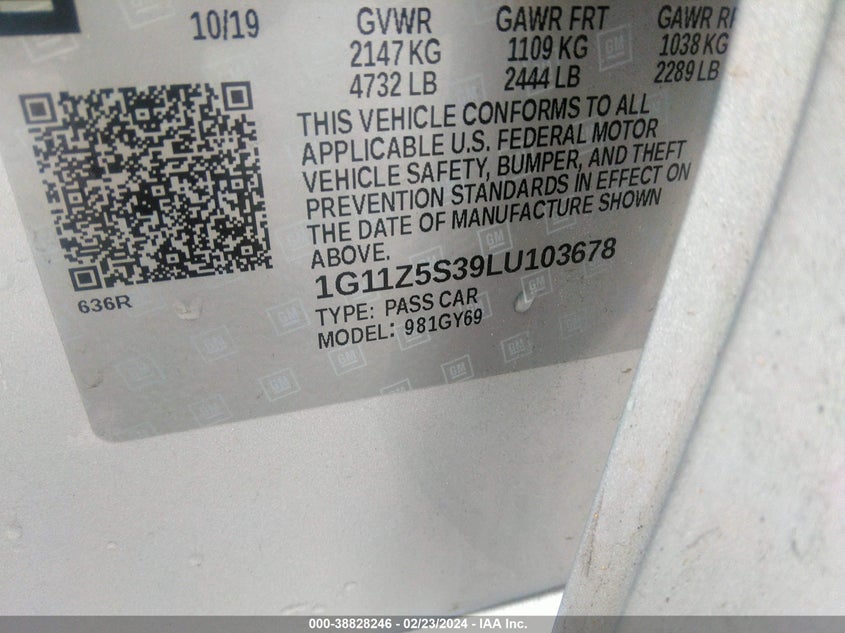 10/19 GVWR GAWR FRT GAWR
2147 KG 1109 KG 1038 KG
4732 LB 2444 LB 2289 LB
THIS VEHICLE CONFORMS TO ALL
APPLICABLE U.S. FEDERAL MOTOR
VEHICLE SAFETY, BUMPER, AND THEFT
PREVENTION STANDARDS IN EFFECT ON
THE DATE OF MANUFACTURE SHOWN
ABOVE.
1G11Z5S39LU103678
TYPE: PASS CAR
MODEL: 981GY69
636R
GM
000-38828246 - 02/23/2024 - IAA Inc.